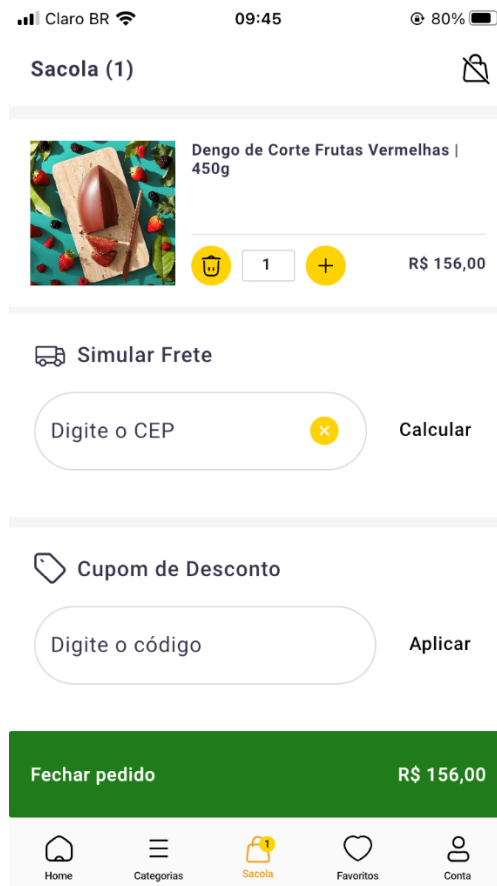 Claro BR 09:45 80%
Sacola (1)
Dengo de Corte Frutas Vermelhas |
450g
1 R$ 156,00
Simular Frete
Digite o CEP Calcular
Cupom de Desconto
Digite o código Aplicar
Fechar pedido R$ 156,00
1
Home Categorias Sacola Favoritos Conta